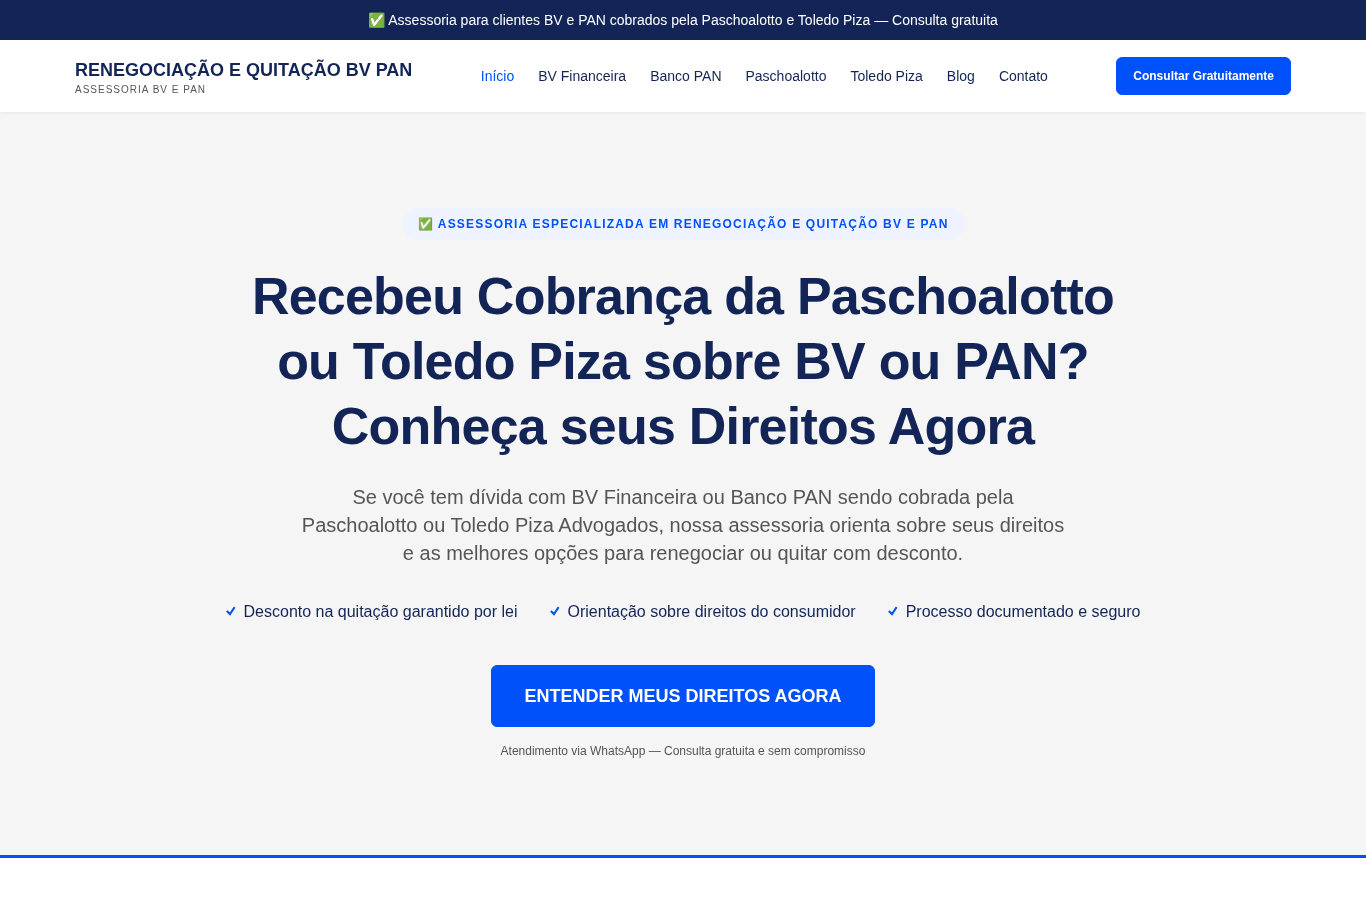 ✅ Assessoria para clientes BV e PAN cobrados pela Paschoalotto e Toledo Piza — Consulta gratuita
RENEGOCIAÇÃO E QUITAÇÃO BV PAN
ASSESSORIA BV E PAN
Início
BV Financeira
Banco PAN
Paschoalotto
Toledo Piza
Blog
Contato
Consultar Gratuitamente
✅ ASSESSORIA ESPECIALIZADA EM RENEGOCIAÇÃO E QUITAÇÃO BV E PAN
Recebeu Cobrança da Paschoalotto
ou Toledo Piza sobre BV ou PAN?
Conheça seus Direitos Agora
Se você tem dívida com BV Financeira ou Banco PAN sendo cobrada pela
Paschoalotto ou Toledo Piza Advogados, nossa assessoria orienta sobre seus direitos
e as melhores opções para renegociar ou quitar com desconto.
Desconto na quitação garantido por lei
Orientação sobre direitos do consumidor
Processo documentado e seguro
ENTENDER MEUS DIREITOS AGORA
Atendimento via WhatsApp — Consulta gratuita e sem compromisso